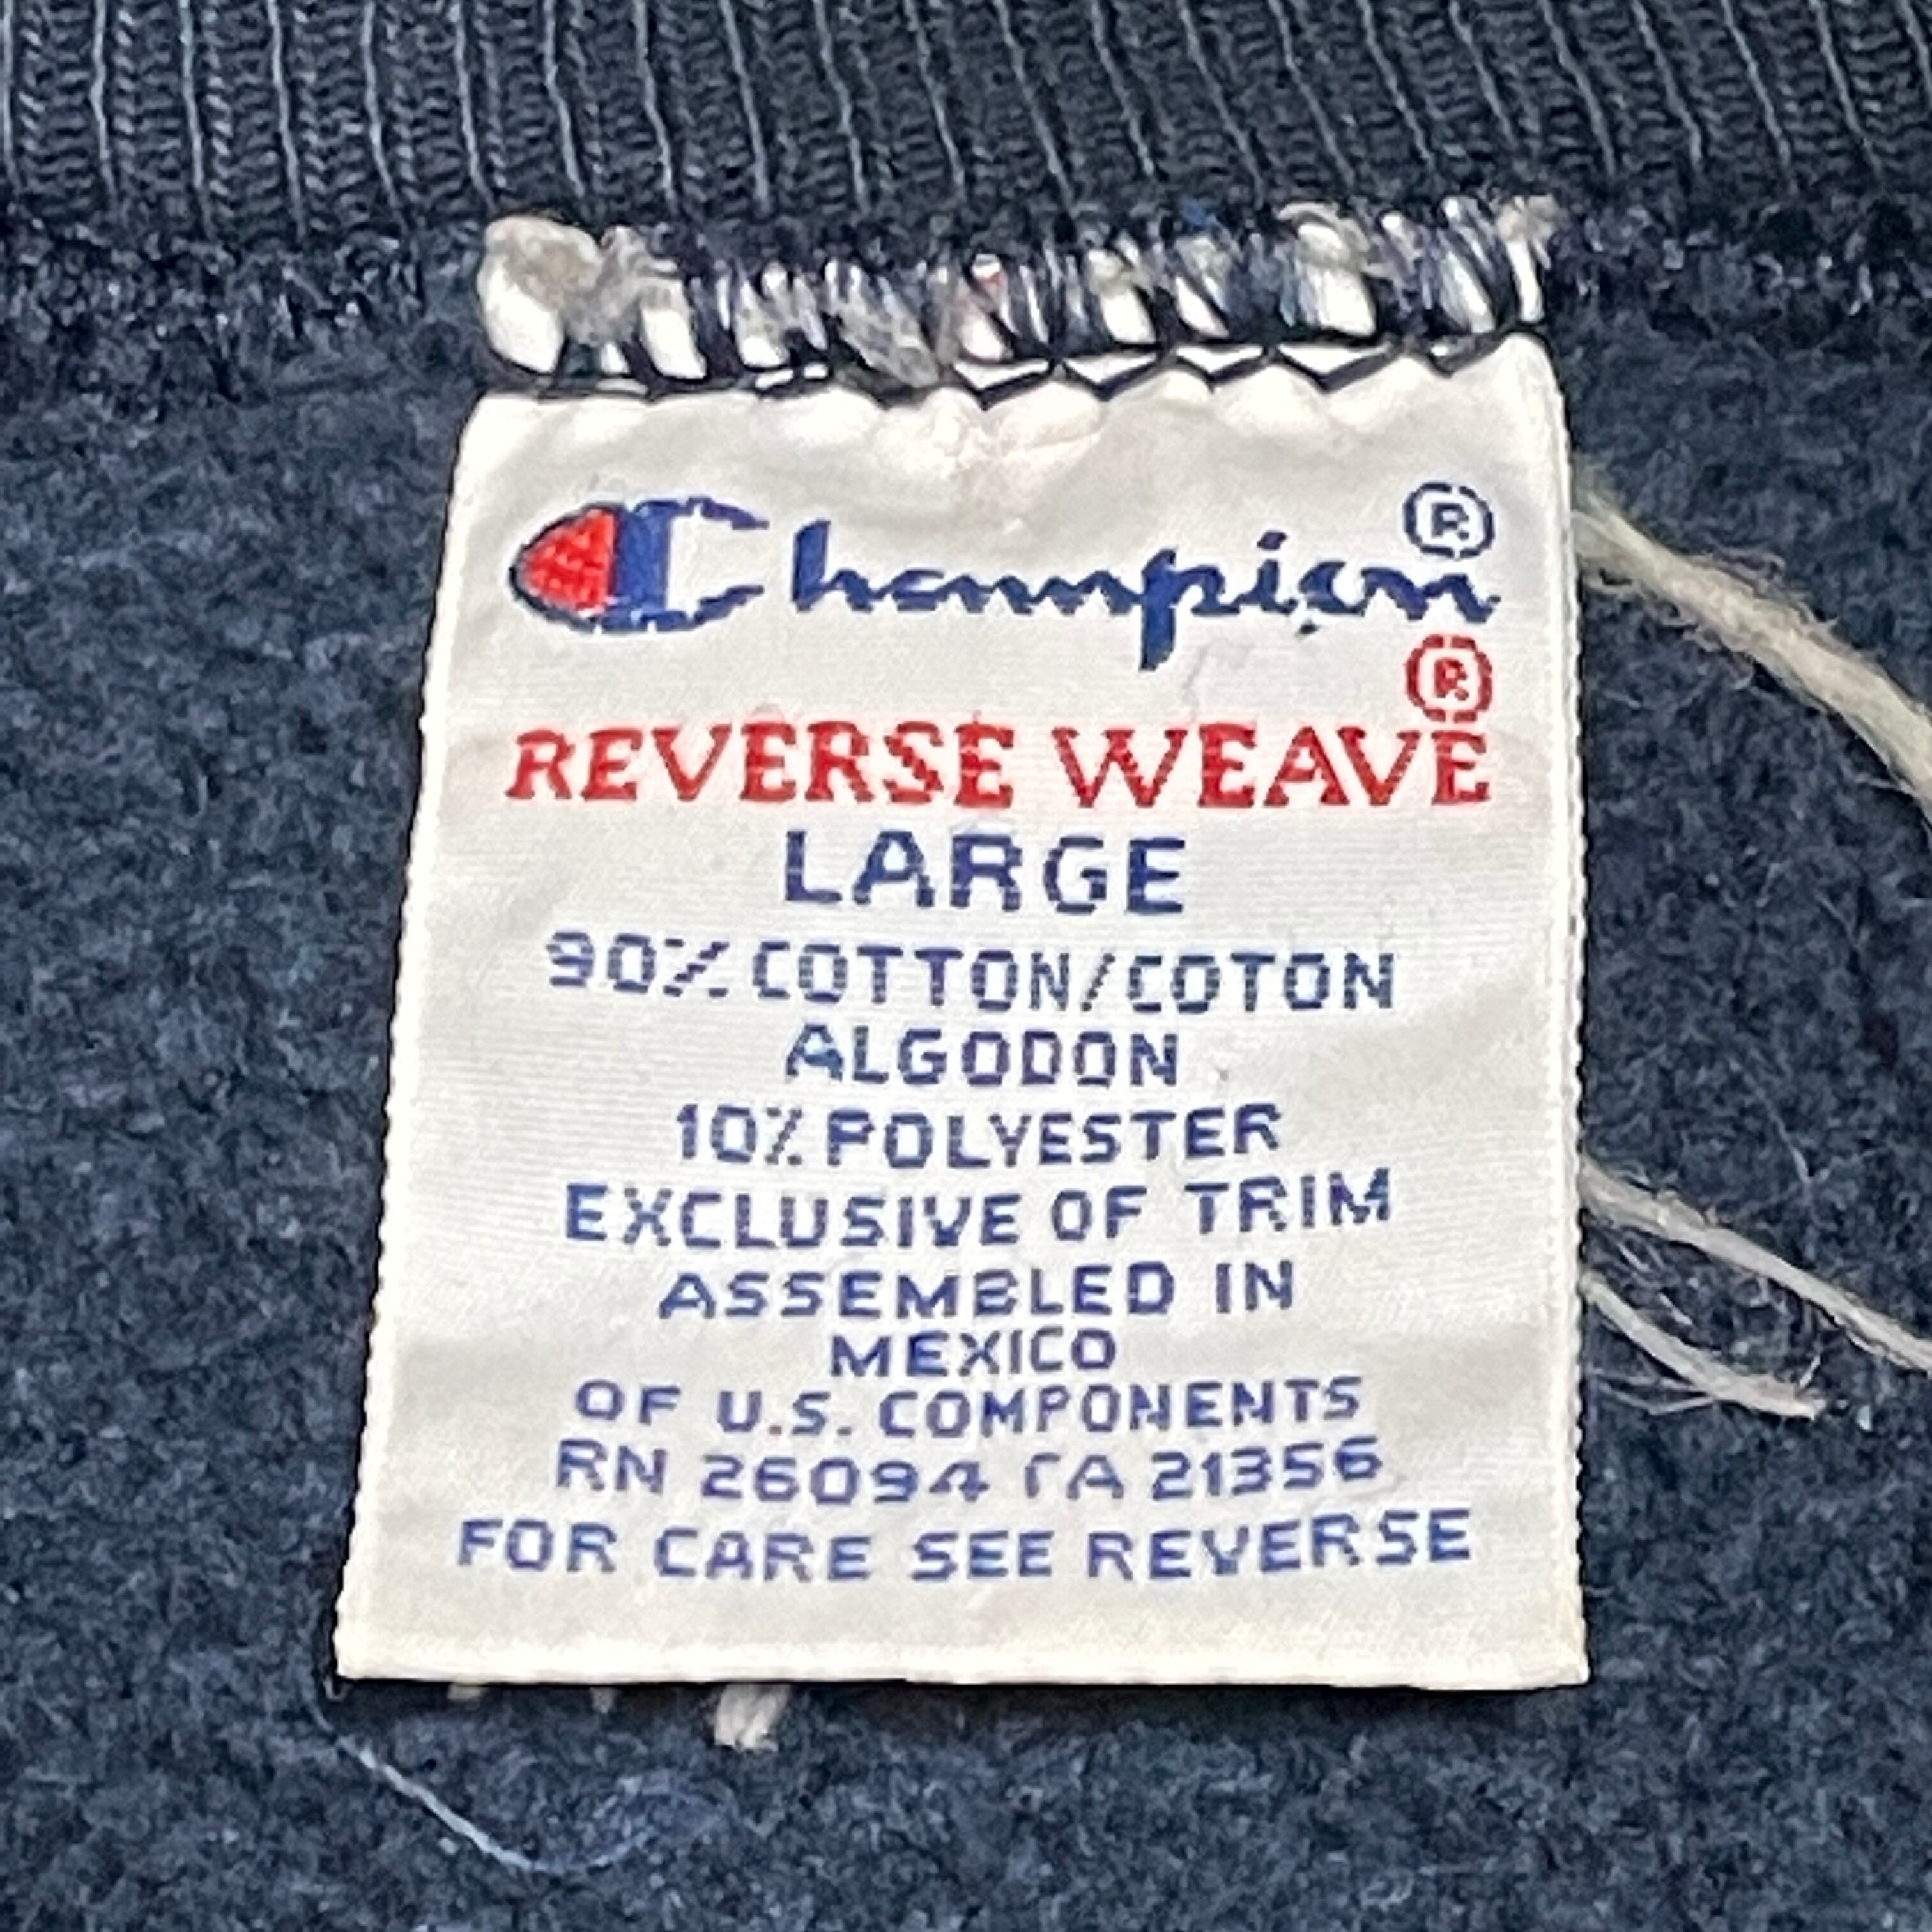 Champion®
REVERSE WEAVE®
LARGE
90% COTTON/COTON
ALGODON
10% POLYESTER
EXCLUSIVE OF TRIM
ASSEMBLED IN
MEXICO
OF U.S. COMPONENTS
RN 26094 CA 21356
FOR CARE SEE REVERSE